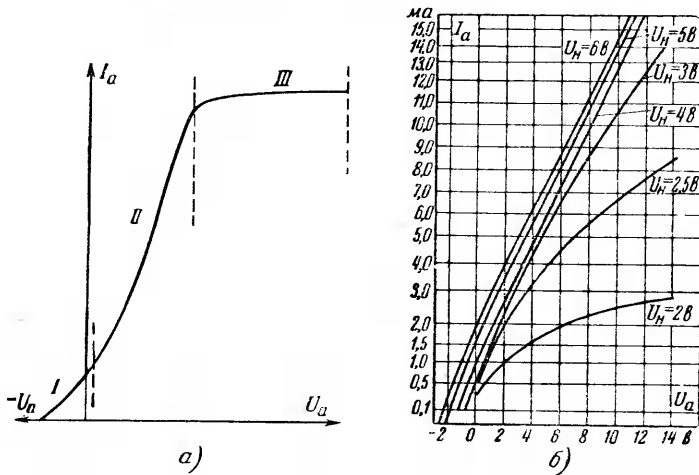 I_a
I
II
III
-U_a
U_a
а)
ма
I_a
15,0
14,0
13,0
12,0
11,0
10,0
9,0
8,0
7,0
6,0
5,0
4,0
3,0
2,0
1,5
1,0
0,5
0,1
U_н=6В
U_н=5В
U_н=3В
U_н=4В
U_н=2,5В
U_н=2В
U_а
-2 0 2 4 6 8 10 12 14 в
б)